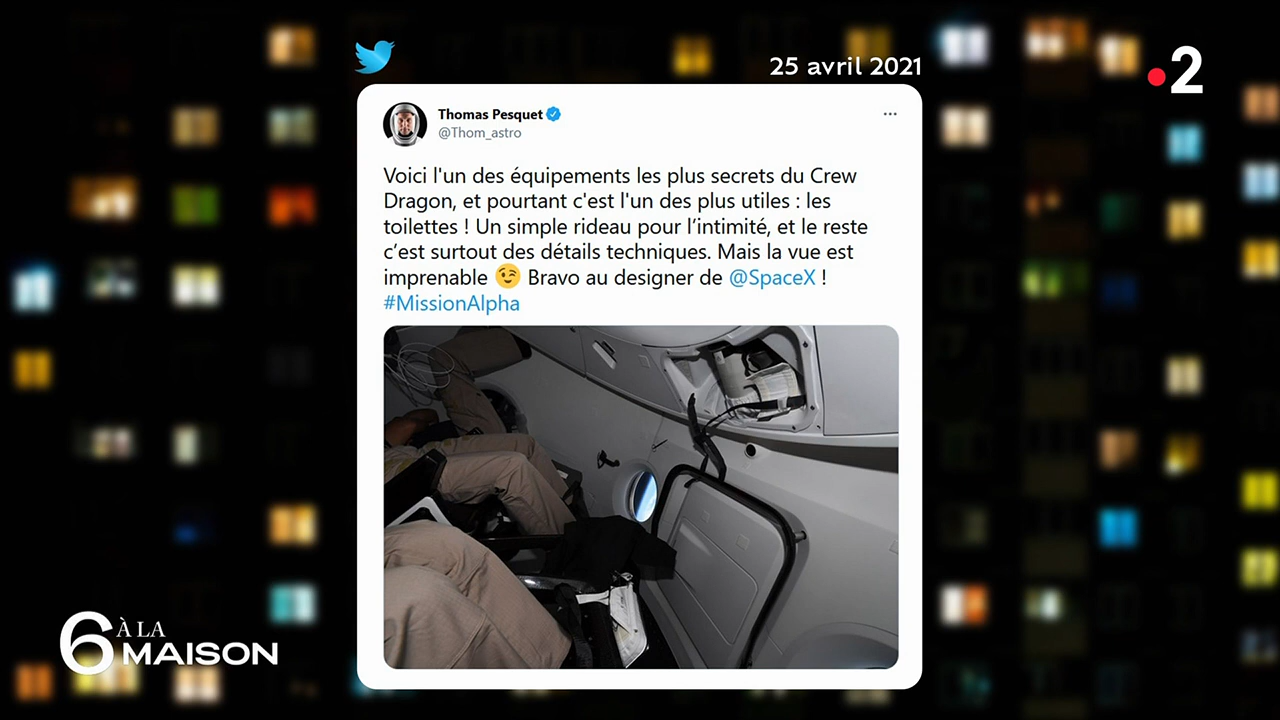 25 avril 2021
2
Thomas Pesquet
@Thom_astro
Voici l'un des équipements les plus secrets du Crew
Dragon, et pourtant c'est l'un des plus utiles : les
toilettes ! Un simple rideau pour l’intimité, et le reste
c’est surtout des détails techniques. Mais la vue est
imprenable 😉 Bravo au designer de @SpaceX !
#MissionAlpha
6 À LA
MAISON